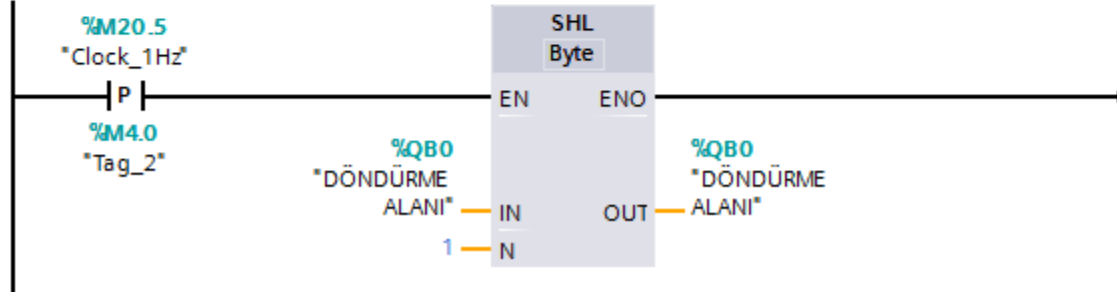 %M20.5
"Clock_1Hz"
P
%M4.0
"Tag_2"
SHL
Byte
EN ENO
%QB0
"DÖNDÜRME
ALANI"
IN
1
N
%QB0
"DÖNDÜRME
ALANI"
OUT